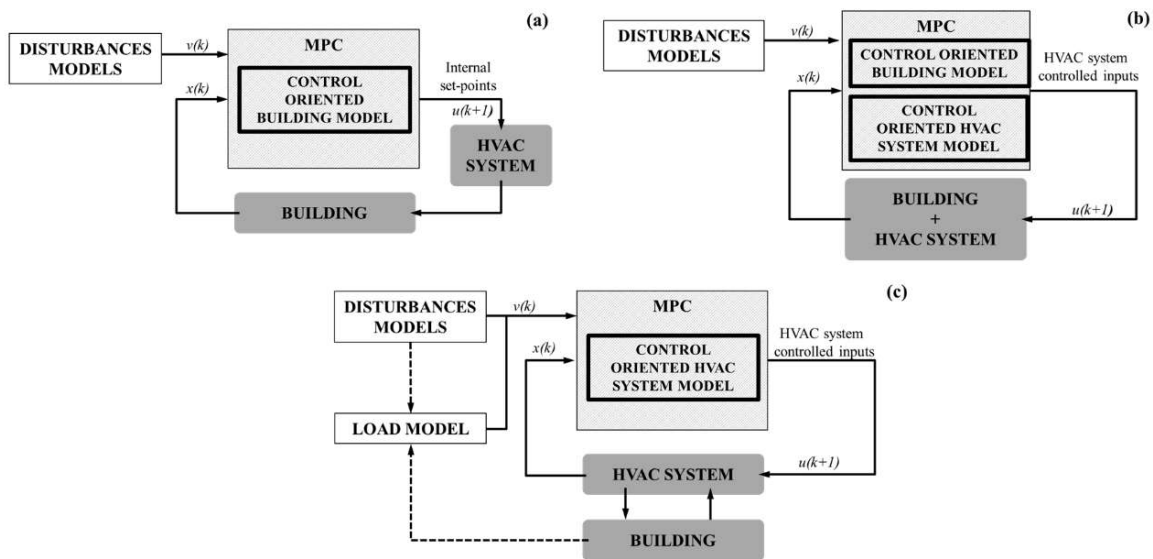 (a)
MPC
DISTURBANCES
MODELS
v(k)
x(k)
CONTROL
ORIENTED
BUILDING MODEL
Internal
set-points
u(k+1)
HVAC
SYSTEM
BUILDING
(b)
MPC
DISTURBANCES
MODELS
v(k)
x(k)
CONTROL ORIENTED
BUILDING MODEL
CONTROL
ORIENTED HVAC
SYSTEM MODEL
HVAC system
controlled inputs
BUILDING
+
HVAC SYSTEM
u(k+1)
(c)
DISTURBANCES
MODELS
v(k)
x(k)
MPC
CONTROL
ORIENTED HVAC
SYSTEM MODEL
HVAC system
controlled inputs
LOAD MODEL
HVAC SYSTEM
u(k+1)
BUILDING